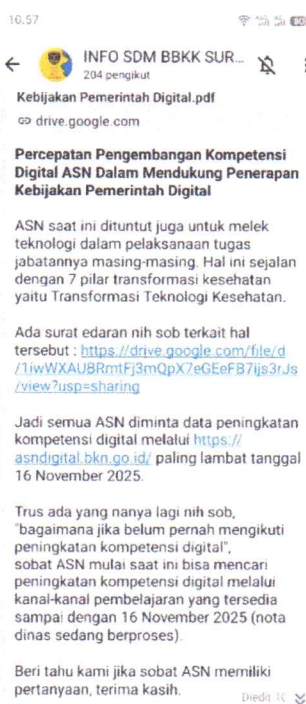 10.57
INFO SDM BBKK SUR...
204 pengikut
Kebijakan Pemerintah Digital.pdf
drive.google.com
Percepatan Pengembangan Kompetensi
Digital ASN Dalam Mendukung Penerapan
Kebijakan Pemerintah Digital
ASN saat ini dituntut juga untuk melek
teknologi dalam pelaksanaan tugas
jabatannya masing-masing. Hal ini sejalan
dengan 7 pilar transformasi kesehatan
yaitu Transformasi Teknologi Kesehatan.
Ada surat edaran nih sob terkait hal
tersebut : https://drive.google.com/file/d
/1iwWXAUBRmtFj3mQpX7eGEeFB7ijs3rJs
/view?usp=sharing
Jadi semua ASN diminta data peningkatan
kompetensi digital melalui https://
asndigital.bkn.go.id/ paling lambat tanggal
16 November 2025.
Trus ada yang nanya lagi nih sob,
"bagaimana jika belum pernah mengikuti
peningkatan kompetensi digital",
sobat ASN mulai saat ini bisa mencari
peningkatan kompetensi digital melalui
kanal-kanal pembelajaran yang tersedia
sampai dengan 16 November 2025 (nota
dinas sedang berproses).
Beri tahu kami jika sobat ASN memiliki
pertanyaan, terima kasih.
Diedit